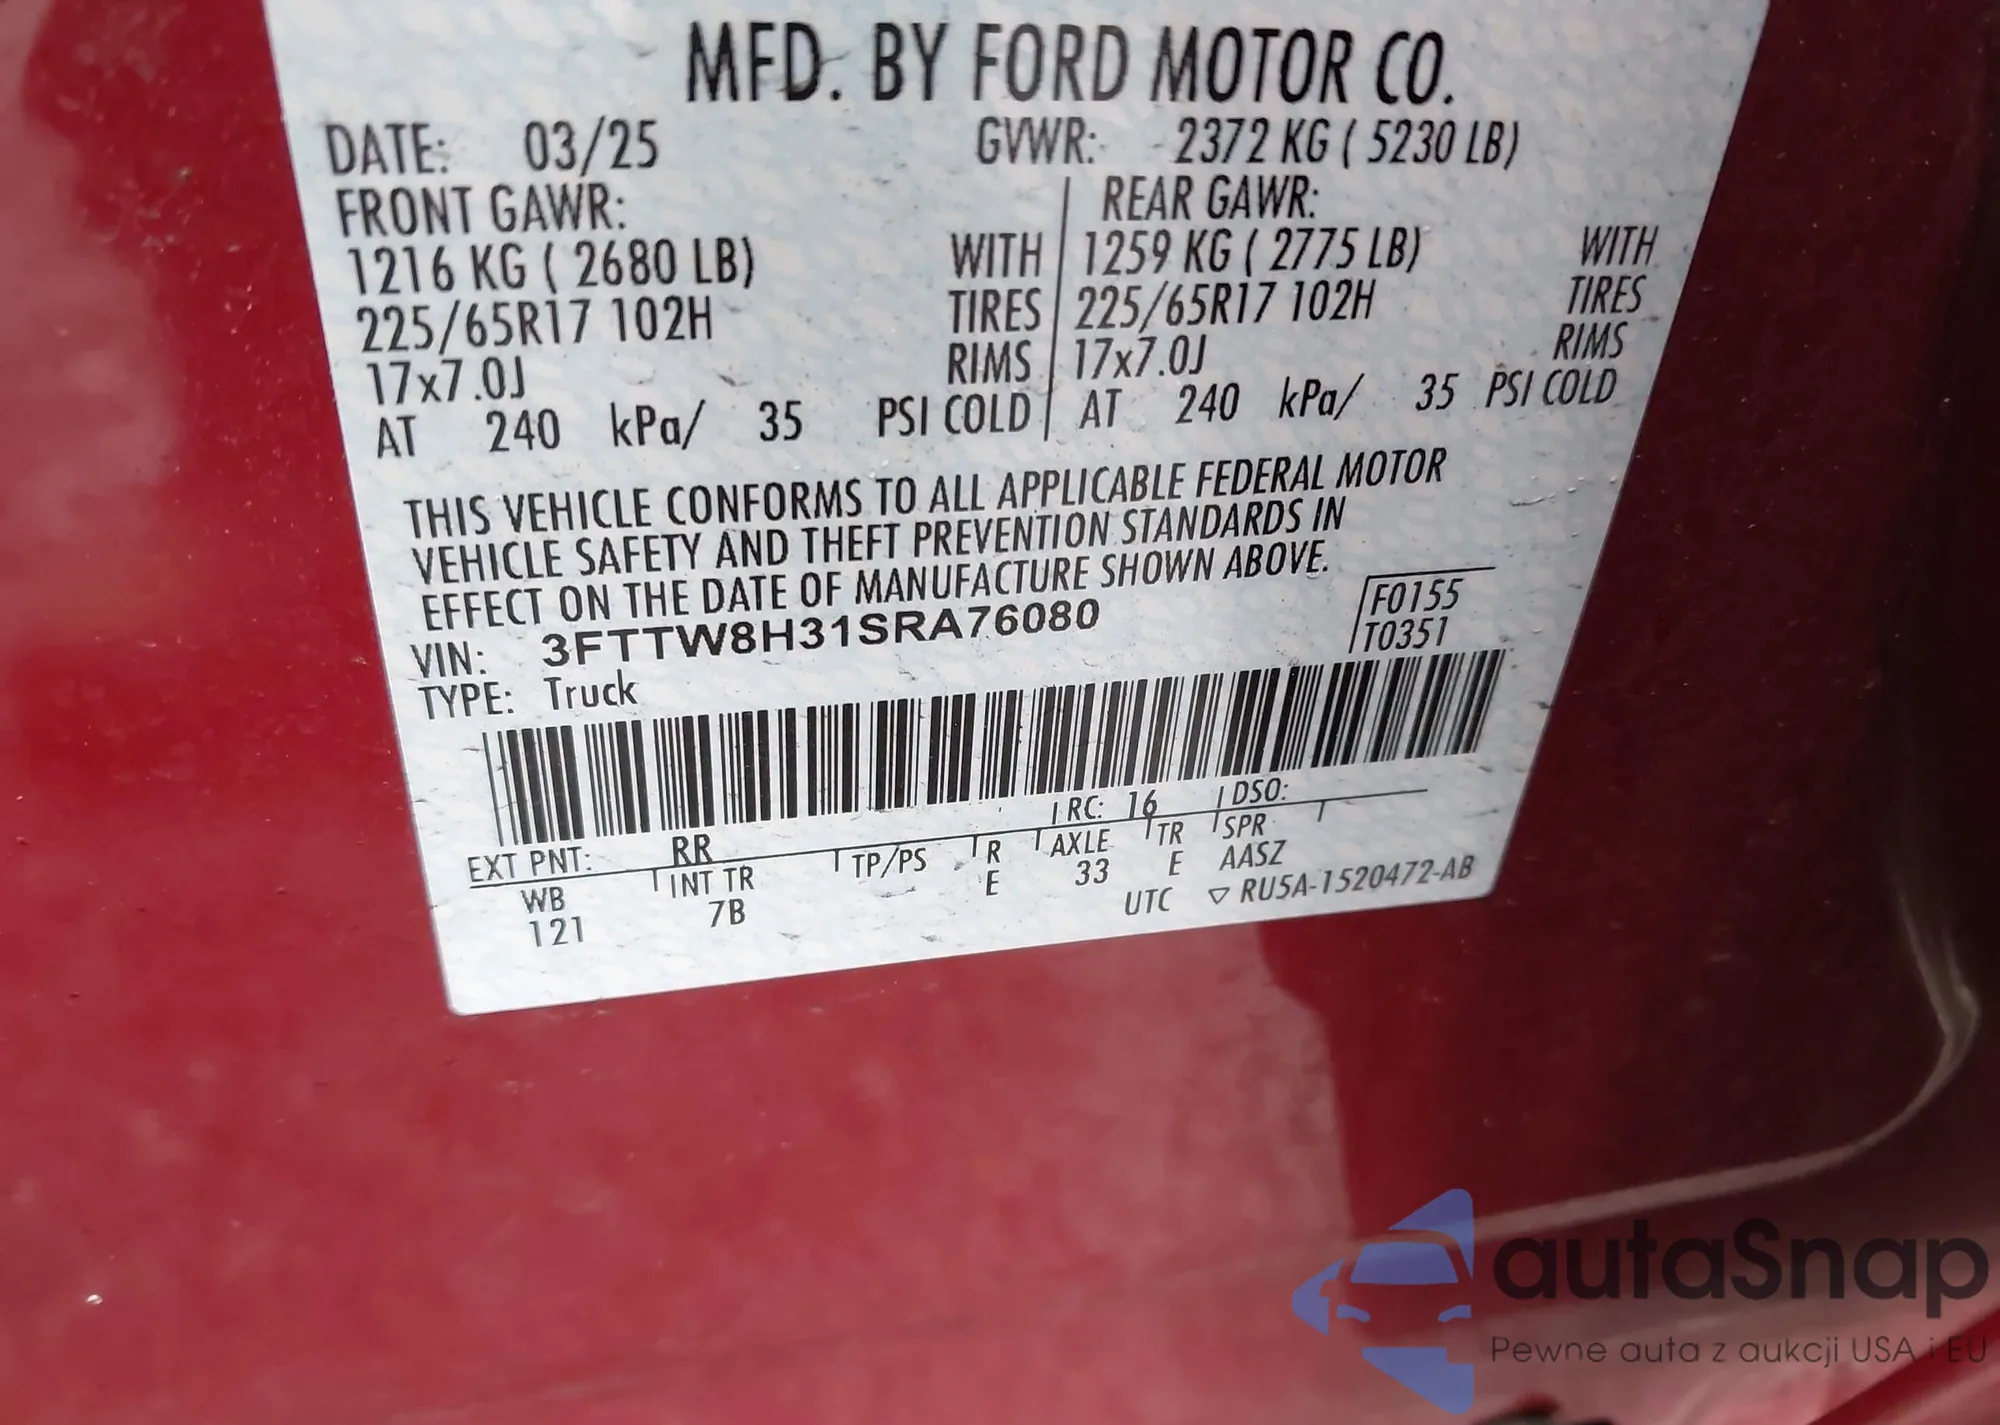 MFD. BY FORD MOTOR CO.
DATE: 03/25 GVWR: 2372 KG ( 5230 LB)
FRONT GAWR: REAR GAWR:
1216 KG ( 2680 LB) WITH 1259 KG ( 2775 LB) WITH
225/65R17 102H TIRES 225/65R17 102H TIRES
17x7.0J RIMS 17x7.0J RIMS
AT 240 kPa/ 35 PSI COLD AT 240 kPa/ 35 PSI COLD
THIS VEHICLE CONFORMS TO ALL APPLICABLE FEDERAL MOTOR
VEHICLE SAFETY AND THEFT PREVENTION STANDARDS IN
EFFECT ON THE DATE OF MANUFACTURE SHOWN ABOVE.
VIN: 3FTTW8H31SRA76080 F0155
TYPE: Truck T0351
EXT PNT: RR RC: 16 DSO:
WB INT TR TP/PS R AXLE TR SPR
121 7B E 33 E AASZ
UTC ▽ RU5A-1520472-AB
autaSnap
Pewne auta z aukcji USA i EU